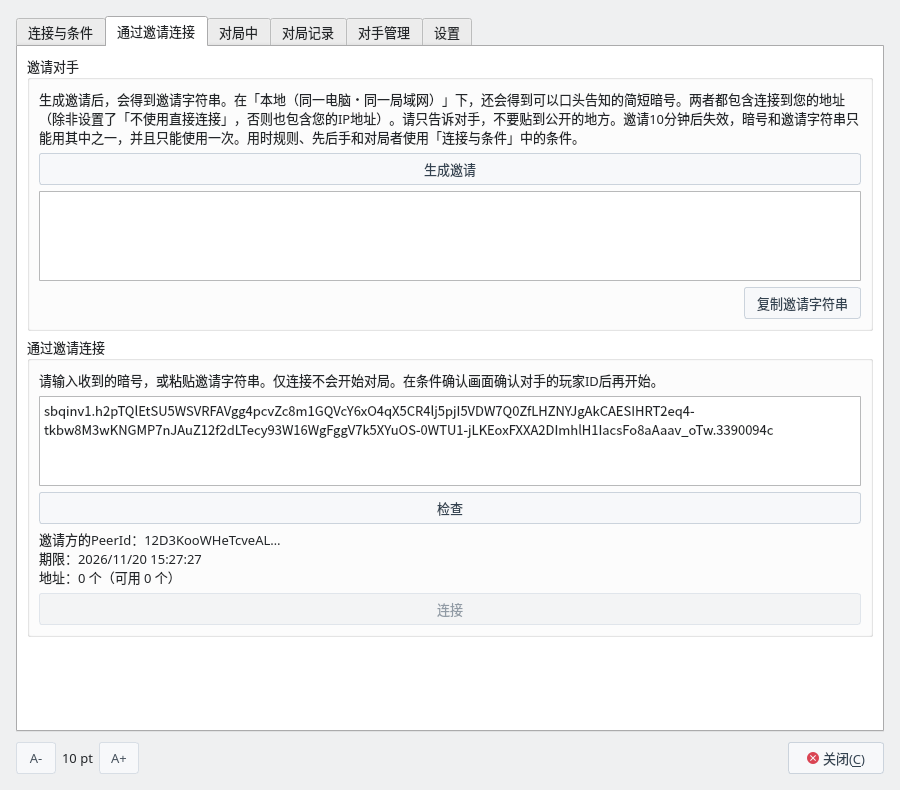 连接与条件
通过邀请连接
对局中
对局记录
对手管理
设置
邀请对手
生成邀请后，会得到邀请字符串。在「本地（同一电脑・同一局域网）」下，还会得到可以口头告知的简短暗号。两者都包含连接到您的地址
（除非设置了「不使用直接连接」，否则也包含您的IP地址）。请只告诉对手，不要贴到公开的地方。邀请10分钟后失效，暗号和邀请字符串只
能用其中之一，并且只能使用一次。用时规则、先后手和对局者使用「连接与条件」中的条件。
生成邀请
复制邀请字符串
通过邀请连接
请输入收到的暗号，或粘贴邀请字符串。仅连接不会开始对局。在条件确认画面确认对手的玩家ID后再开始。
sbqinv1.h2pTQlEtSU5WSVRFAVgg4pcvZc8m1GQVcY6xO4qX5CR4lj5pjI5VDW7Q0ZfLHZNYJgAkCAESIHRT2eq4-
tkbw8M3wKNGMP7nJAuZ12f2dLTecy93W16WgFggV7k5XYuOS-0WTU1-jLKEoxFXXA2DImhlH1IacsFo8aAaav_oTw.3390094c
检查
邀请方的PeerId：12D3KooWHeTcveAL...
期限：2026/11/20 15:27:27
地址：0 个（可用 0 个）
连接
A-
10 pt
A+
关闭(C)